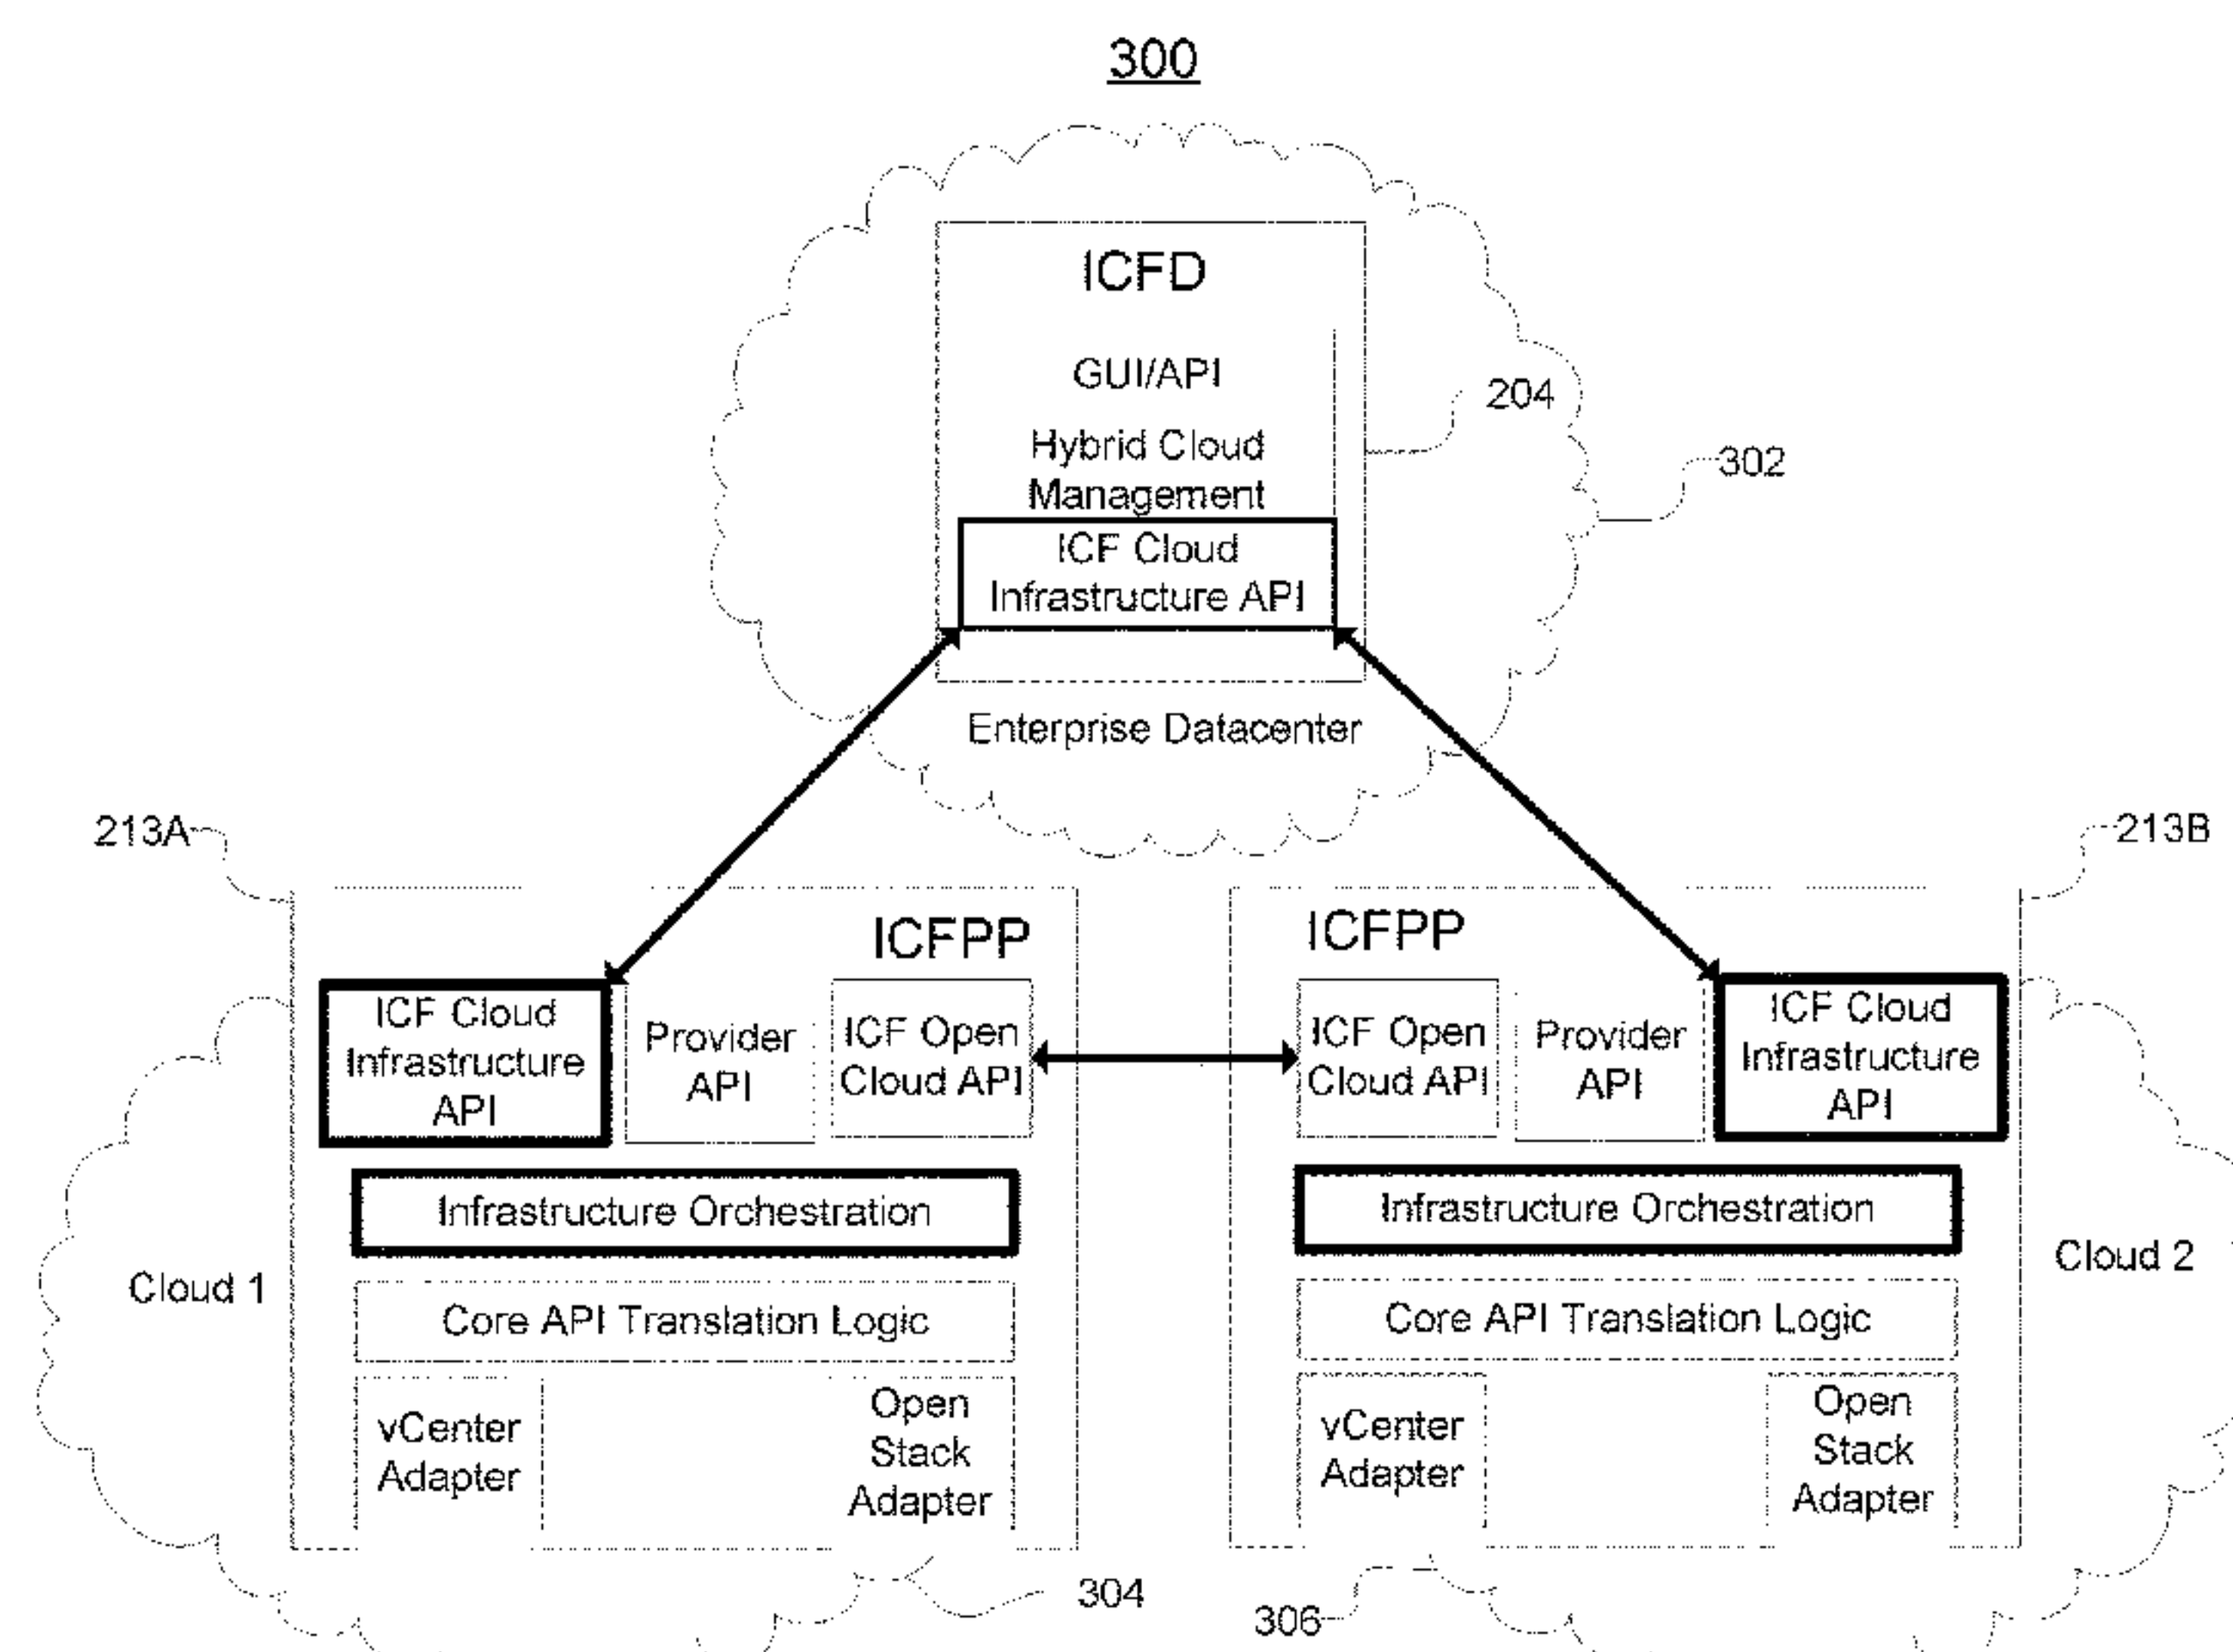 300
ICFD
GUI/API
204
Hybrid Cloud
Management
302
ICF Cloud
Infrastructure API
Enterprise Datacenter
213A
213B
ICFPP
ICF Cloud
Infrastructure
API
Provider
API
ICF Open
Cloud API
Infrastructure Orchestration
Cloud 1
Core API Translation Logic
vCenter
Adapter
Open
Stack
Adapter
304
ICFPP
ICF Open
Cloud API
Provider
API
ICF Cloud
Infrastructure
API
Infrastructure Orchestration
Cloud 2
Core API Translation Logic
vCenter
Adapter
Open
Stack
Adapter
306